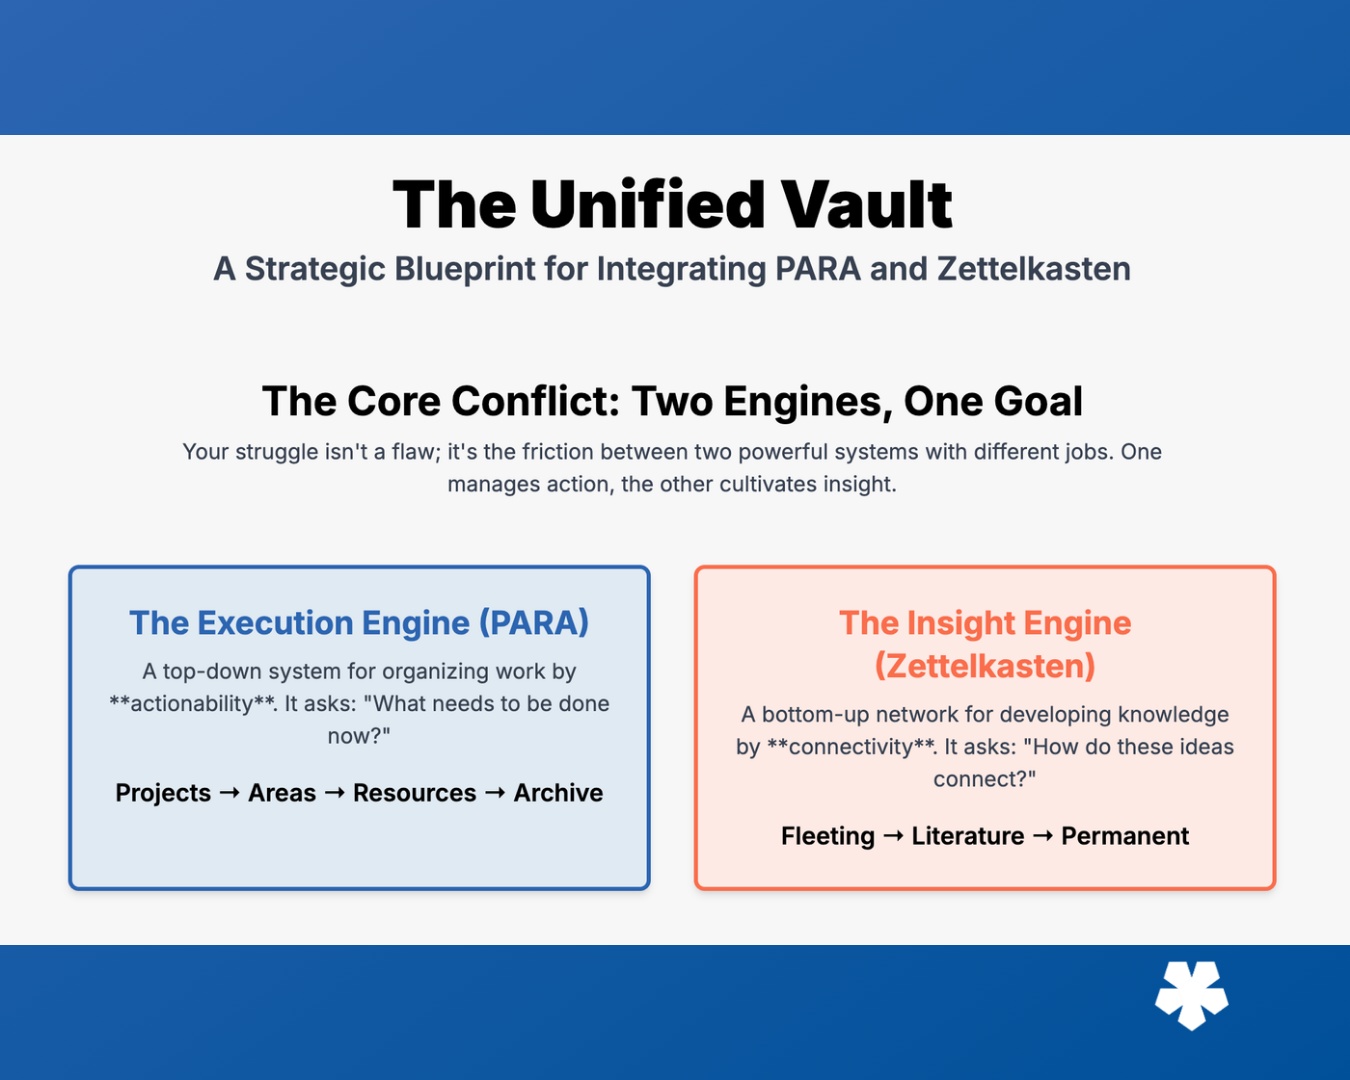 The Unified Vault
A Strategic Blueprint for Integrating PARA and Zettelkasten
The Core Conflict: Two Engines, One Goal
Your struggle isn't a flaw; it's the friction between two powerful systems with different jobs. One
manages action, the other cultivates insight.
The Execution Engine (PARA)
A top-down system for organizing work by
**actionability**. It asks: "What needs to be done
now?"
Projects → Areas → Resources → Archive
The Insight Engine
(Zettelkasten)
A bottom-up network for developing knowledge
by **connectivity**. It asks: "How do these ideas
connect?"
Fleeting → Literature → Permanent